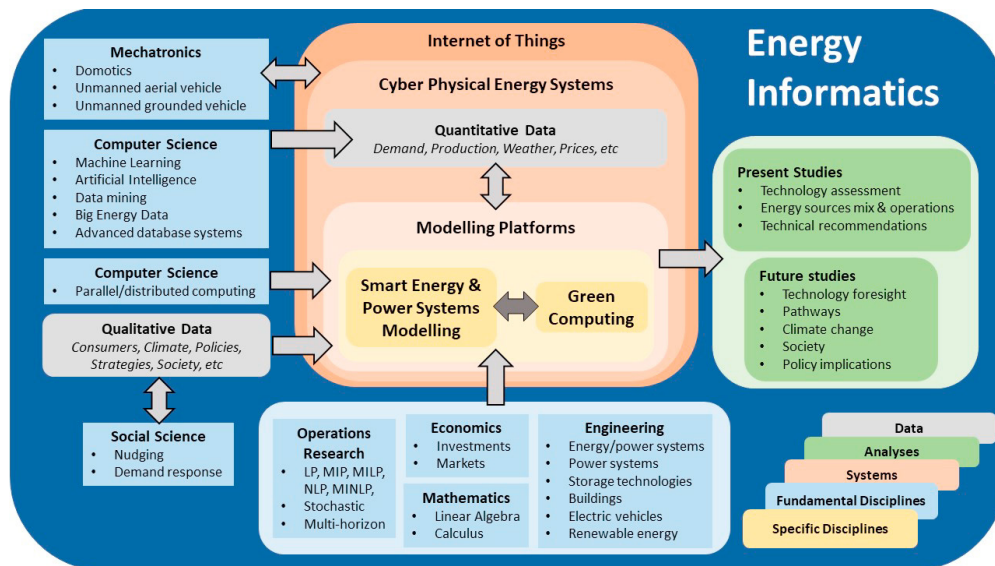 Energy
Informatics
Mechatronics
• Domotics
• Unmanned aerial vehicle
• Unmanned grounded vehicle
Computer Science
• Machine Learning
• Artificial Intelligence
• Data mining
• Big Energy Data
• Advanced database systems
Computer Science
• Parallel/distributed computing
Qualitative Data
Consumers, Climate, Policies,
Strategies, Society, etc
Social Science
• Nudging
• Demand response
Internet of Things
Cyber Physical Energy Systems
Quantitative Data
Demand, Production, Weather, Prices, etc
Modelling Platforms
Smart Energy &
Power Systems
Modelling
Green
Computing
Operations
Research
• LP, MIP, MILP,
NLP, MINLP,
• Stochastic
• Multi-horizon
Economics
• Investments
• Markets
Mathematics
• Linear Algebra
• Calculus
Engineering
• Energy/power systems
• Power systems
• Storage technologies
• Buildings
• Electric vehicles
• Renewable energy
Present Studies
• Technology assessment
• Energy sources mix & operations
• Technical recommendations
Future studies
• Technology foresight
• Pathways
• Climate change
• Society
• Policy implications
Data
Analyses
Systems
Fundamental Disciplines
Specific Disciplines